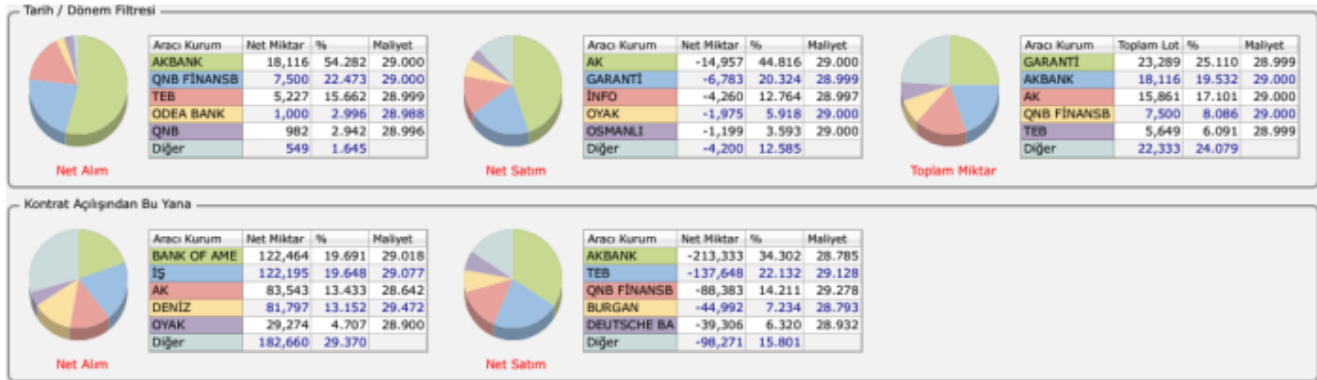 Tarih / Dönem Filtresi
Aracı Kurum Net Miktar % Maliyet
AKBANK 18,116 54.282 29.000
QNB FİNANSB 7,500 22.473 29.000
TEB 5,227 15.662 28.999
ODEA BANK 1,000 2.996 28.988
QNB 982 2.942 28.996
Diğer 549 1.645
Net Alım
Aracı Kurum Net Miktar % Maliyet
AK -14,957 44.816 29.000
GARANTİ -6,783 20.324 28.999
İNFO -4,260 12.764 28.997
OYAK -1,975 5.918 29.000
OSMANLI -1,199 3.593 29.000
Diğer -4,200 12.585
Net Satım
Aracı Kurum Toplam Lot % Maliyet
GARANTİ 23,289 25.110 28.999
AKBANK 18,116 19.532 29.000
AK 15,861 17.101 29.000
QNB FİNANSB 7,500 8.086 29.000
TEB 5,649 6.091 28.999
Diğer 22,333 24.079
Toplam Miktar
Kontrat Açılışından Bu Yana
Aracı Kurum Net Miktar % Maliyet
BANK OF AME 122,464 19.691 29.018
İŞ 122,195 19.648 29.077
AK 83,543 13.433 28.642
DENİZ 81,797 13.152 29.472
OYAK 29,274 4.707 28.900
Diğer 182,660 29.370
Net Alım
Aracı Kurum Net Miktar % Maliyet
AKBANK -213,333 34.302 28.785
TEB -137,648 22.132 29.128
QNB FİNANSB -88,383 14.211 29.278
BURGAN -44,992 7.234 28.793
DEUTSCHE BA -39,306 6.320 28.932
Diğer -98,271 15.801
Net Satım